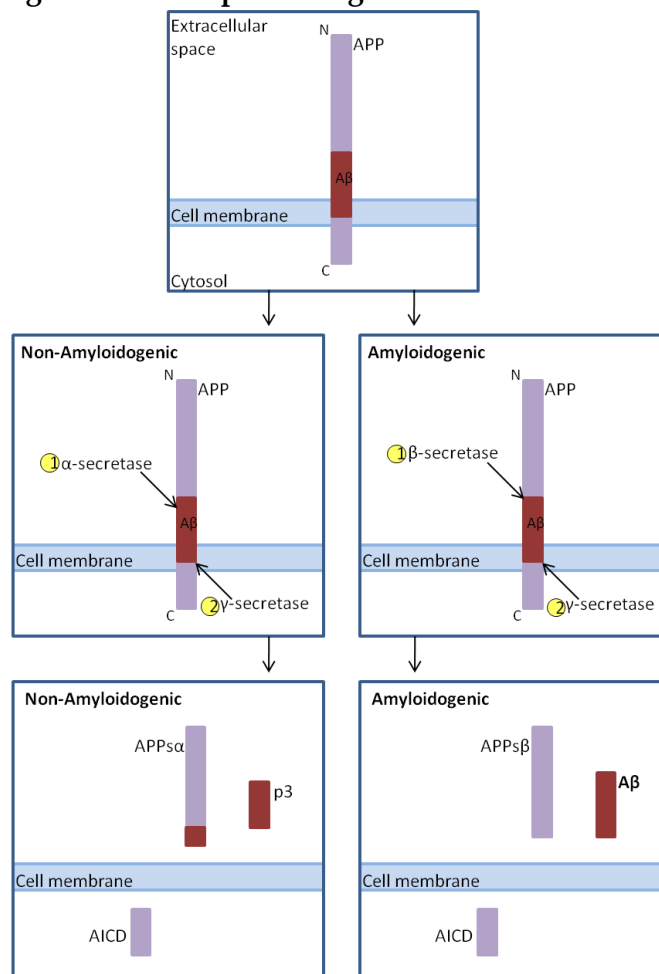 Extracellular
space
N
APP
Aβ
Cell membrane
C
Cytosol
Non-Amyloidogenic
N
APP
1 α-secretase
Aβ
Cell membrane
2 γ-secretase
C
Amyloidogenic
N
APP
1 β-secretase
Aβ
Cell membrane
2 γ-secretase
C
Non-Amyloidogenic
APPsα
p3
Cell membrane
AICD
Amyloidogenic
APPsβ
Aβ
Cell membrane
AICD